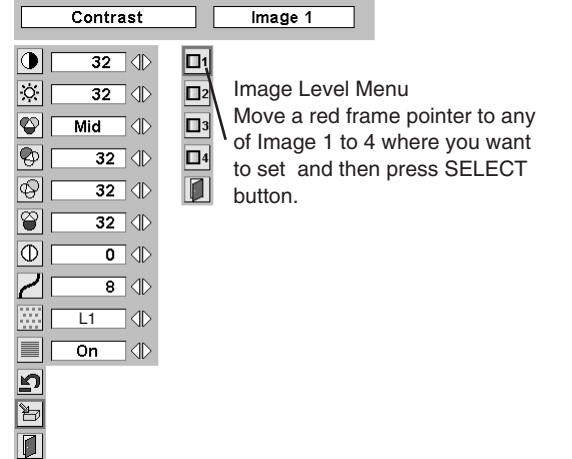 Contrast
Image 1
32
32
Mid
32
32
32
0
8
L1
On
1
2
3
4
Image Level Menu
Move a red frame pointer to any
of Image 1 to 4 where you want
to set and then press SELECT
button.